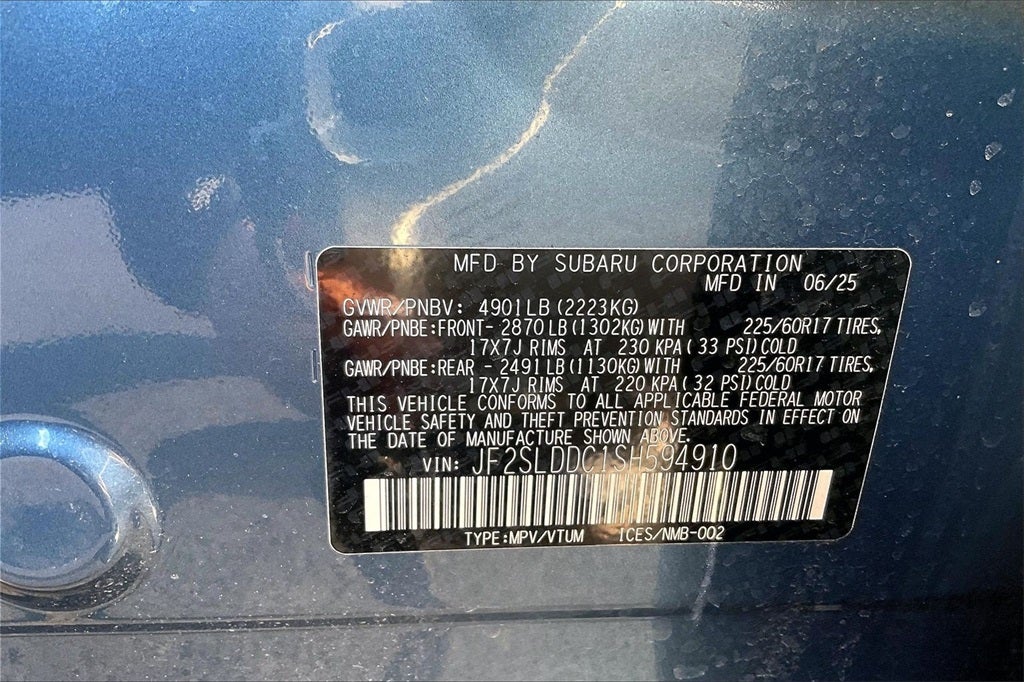 MFD BY SUBARU CORPORATION
MFD IN 06/25
GVWR/PNBV: 4901LB (2223KG)
GAWR/PNBE:FRONT- 2870 LB (1302KG) WITH 225/60R17 TIRES,
17X7J RIMS AT 230 KPA ( 33 PSI) COLD
GAWR/PNBE:REAR - 2491 LB (1130KG) WITH 225/60R17 TIRES,
17X7J RIMS AT 220 KPA ( 32 PSI) COLD
THIS VEHICLE CONFORMS TO ALL APPLICABLE FEDERAL MOTOR
VEHICLE SAFETY AND THEFT PREVENTION STANDARDS IN EFFECT ON
THE DATE OF MANUFACTURE SHOWN ABOVE.
VIN: JF2SLDDC1SH594910
TYPE:MPV/VTUM ICES/NMB-002